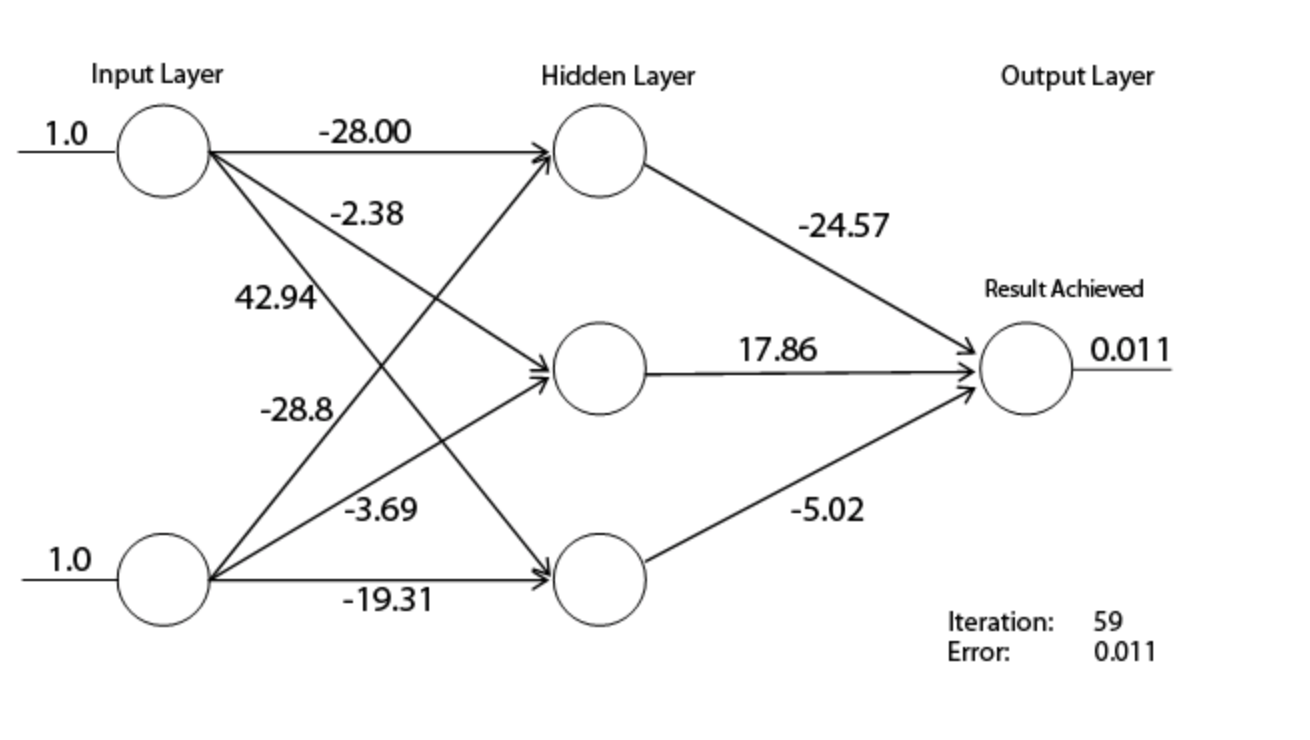 Input Layer
Hidden Layer
Output Layer
1.0
-28.00
-2.38
-24.57
42.94
Result Achieved
17.86
0.011
-28.8
-3.69
-5.02
1.0
-19.31
Iteration: 59
Error: 0.011